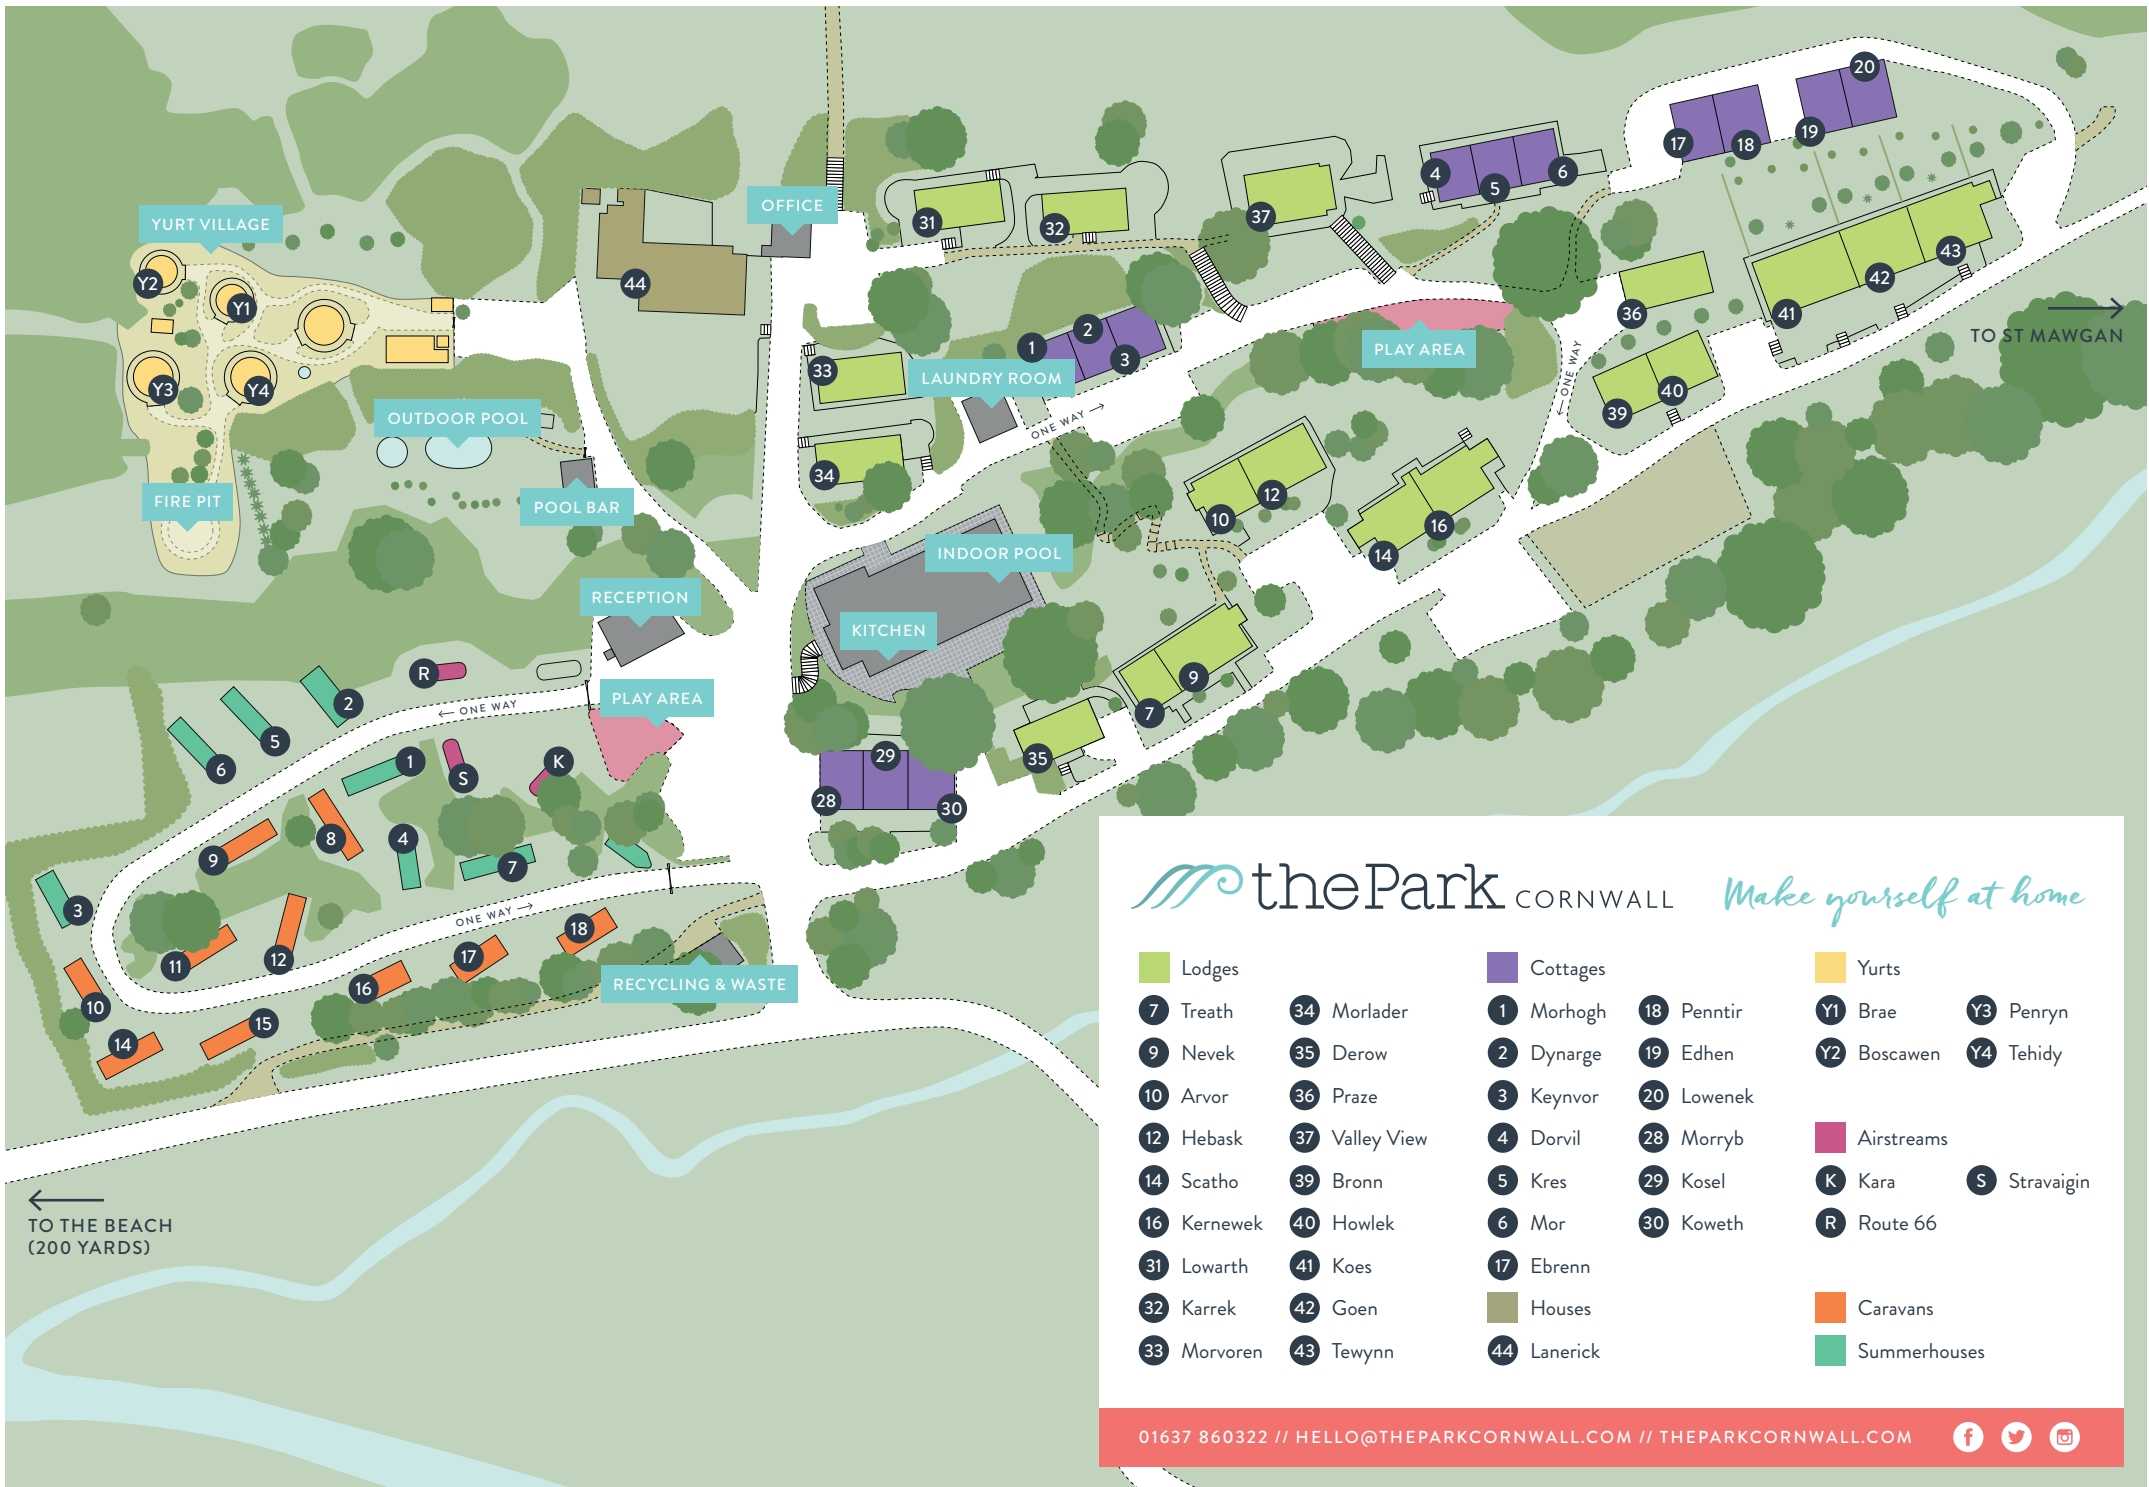 20
17
18
19
4
5
6
OFFICE
31
32
37
YURT VILLAGE
Y2
Y1
44
43
42
41
36
TO ST MAWGAN
1
2
3
33
LAUNDRY ROOM
PLAY AREA
ONE WAY
Y3
Y4
39
40
OUTDOOR POOL
ONE WAY
34
FIRE PIT
POOL BAR
10
12
14
16
INDOOR POOL
RECEPTION
KITCHEN
R
PLAY AREA
ONE WAY
2
5
6
1
S
K
9
7
35
29
28
30
9
8
4
7
3
ONE WAY
11
12
18
17
16
RECYCLING & WASTE
10
15
14
TO THE BEACH
(200 YARDS)
thePark CORNWALL
Make yourself at home
Lodges
7 Treath
9 Nevek
10 Arvor
12 Hebask
14 Scatho
16 Kernewek
31 Lowarth
32 Karrek
33 Morvoren
34 Morlader
35 Derow
36 Praze
37 Valley View
39 Bronn
40 Howlek
41 Koes
42 Goen
43 Tewynn
Cottages
1 Morhogh
2 Dynarge
3 Keynvor
4 Dorvil
5 Kres
6 Mor
17 Ebrenn
18 Penntir
19 Edhen
20 Lowenek
28 Morryb
29 Kosel
30 Koweth
Houses
44 Lanerick
Yurts
Y1 Brae
Y2 Boscawen
Y3 Penryn
Y4 Tehidy
Airstreams
K Kara
R Route 66
S Stravaigin
Caravans
Summerhouses
01637 860322 // HELLO@THEPARKCORNWALL.COM // THEPARKCORNWALL.COM